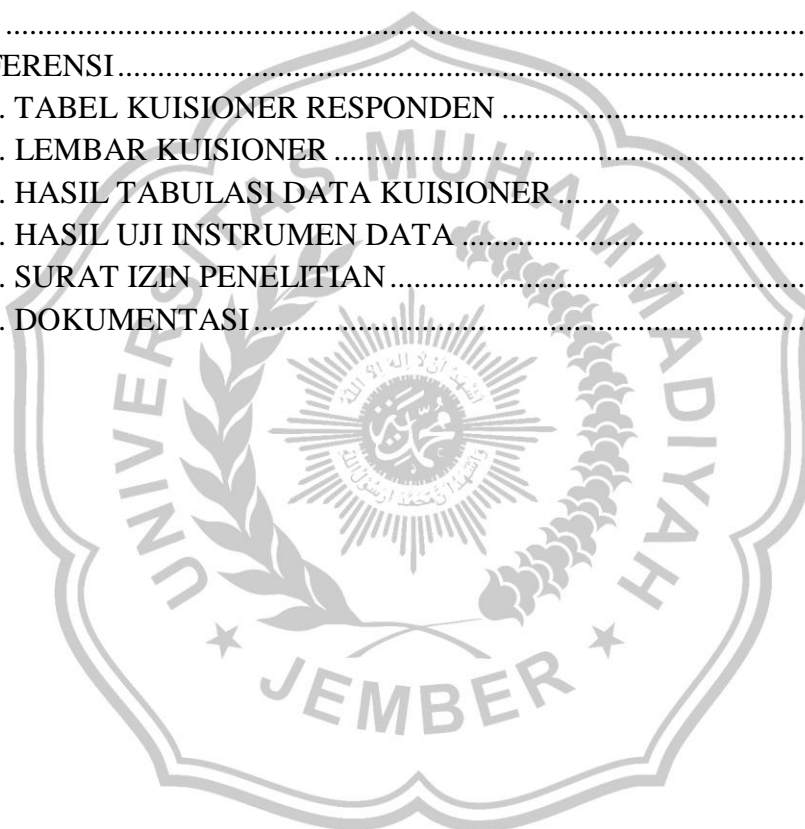 .........................................................................................................
FERENSI.........................................................................................
. TABEL KUISIONER RESPONDEN .......................................
. LEMBAR KUISIONER ............................................................
. HASIL TABULASI DATA KUISIONER................................
. HASIL UJI INSTRUMEN DATA ............................................
. SURAT IZIN PENELITIAN.....................................................
. DOKUMENTASI.......................................................................
UNIVERSITAS MUHAMMADIYAH
JEMBER